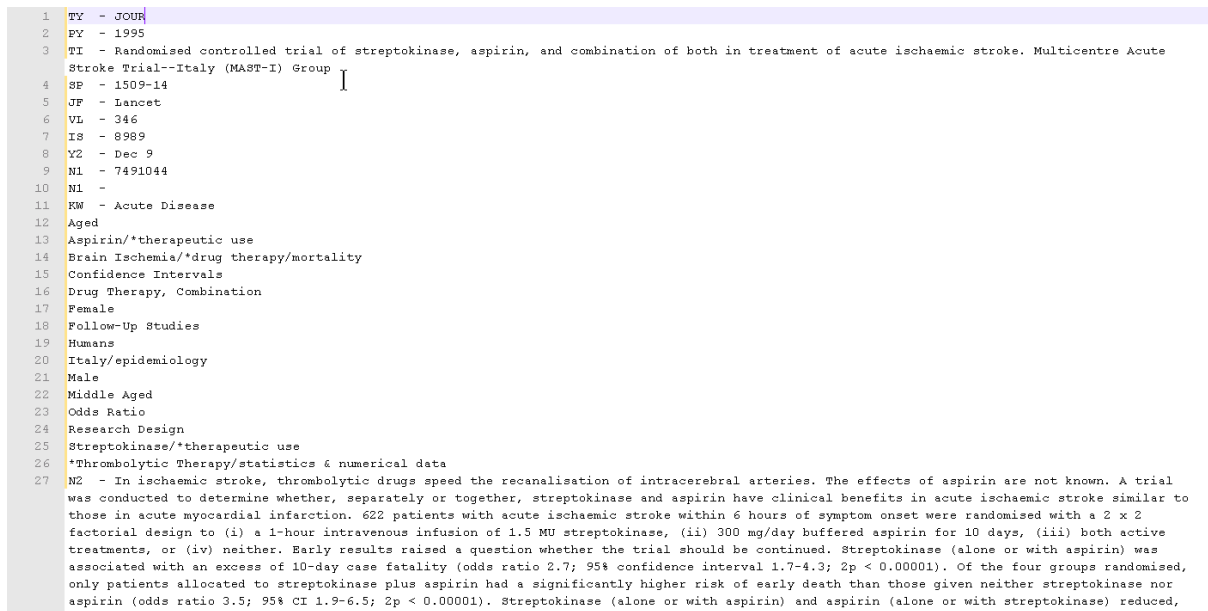 1 TY  - JOUR
2 PY  - 1995
3 TI  - Randomised controlled trial of streptokinase, aspirin, and combination of both in treatment of acute ischaemic stroke. Multicentre Acute
Stroke Trial--Italy (MAST-I) Group
4 SP  - 1509-14
5 JF  - Lancet
6 VL  - 346
7 IS  - 8989
8 Y2  - Dec 9
9 N1  - 7491044
10 N1  -
11 KW  - Acute Disease
12 Aged
13 Aspirin/*therapeutic use
14 Brain Ischemia/*drug therapy/mortality
15 Confidence Intervals
16 Drug Therapy, Combination
17 Female
18 Follow-Up Studies
19 Humans
20 Italy/epidemiology
21 Male
22 Middle Aged
23 Odds Ratio
24 Research Design
25 Streptokinase/*therapeutic use
26 *Thrombolytic Therapy/statistics & numerical data
27 N2  - In ischaemic stroke, thrombolytic drugs speed the recanalisation of intracerebral arteries. The effects of aspirin are not known. A trial
was conducted to determine whether, separately or together, streptokinase and aspirin have clinical benefits in acute ischaemic stroke similar to
those in acute myocardial infarction. 622 patients with acute ischaemic stroke within 6 hours of symptom onset were randomised with a 2 x 2
factorial design to (i) a 1-hour intravenous infusion of 1.5 MU streptokinase, (ii) 300 mg/day buffered aspirin for 10 days, (iii) both active
treatments, or (iv) neither. Early results raised a question whether the trial should be continued. Streptokinase (alone or with aspirin) was
associated with an excess of 10-day case fatality (odds ratio 2.7; 95% confidence interval 1.7-4.3; 2p < 0.00001). Of the four groups randomised,
only patients allocated to streptokinase plus aspirin had a significantly higher risk of early death than those given neither streptokinase nor
aspirin (odds ratio 3.5; 95% CI 1.9-6.5; 2p < 0.00001). Streptokinase (alone or with aspirin) and aspirin (alone or with streptokinase) reduced,